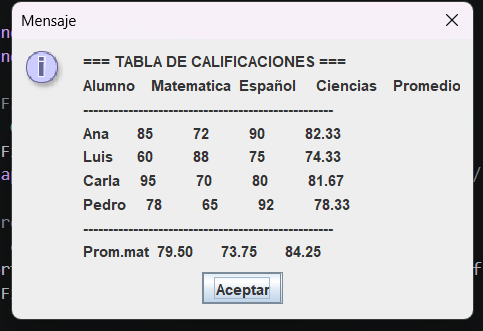 Mensaje
=== TABLA DE CALIFICACIONES ===
Alumno Matematica Español Ciencias Promedio
--------------------------------------------------
Ana 85 72 90 82.33
Luis 60 88 75 74.33
Carla 95 70 80 81.67
Pedro 78 65 92 78.33
--------------------------------------------------
Prom.mat 79.50 73.75 84.25
Aceptar